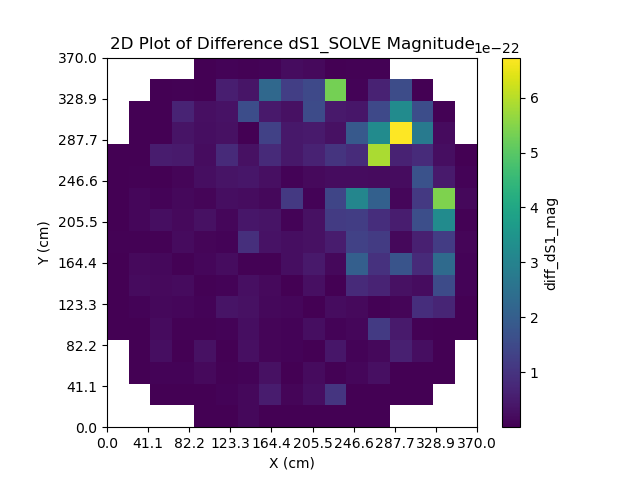 2D Plot of Difference dS1_SOLVE Magnitude
1e−22
370.0
328.9
287.7
246.6
205.5
164.4
123.3
82.2
41.1
0.0
Y (cm)
0.0 41.1 82.2 123.3 164.4 205.5 246.6 287.7 328.9 370.0
X (cm)
6
5
4
3
2
1
diff_dS1_mag